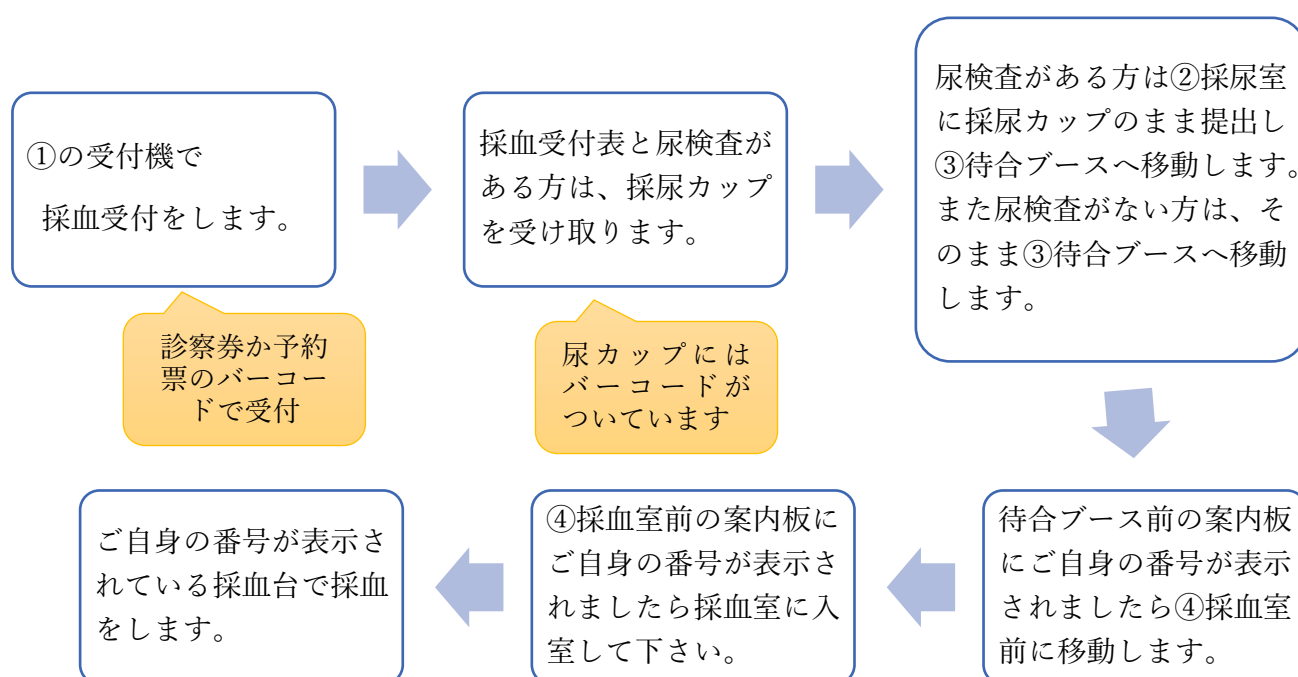 ①の受付機で
採血受付をします。
診察券か予約
票のバーコー
ドで受付
採血受付表と尿検査が
ある方は、採尿カップ
を受け取ります。
尿カップには
バーコードが
ついています
尿検査がある方は②採尿室
に採尿カップのまま提出し
③待合ブースへ移動します。
また尿検査がない方は、そ
のまま③待合ブースへ移動
します。
待合ブース前の案内板
にご自身の番号が表示
されましたら④採血室
前に移動します。
④採血室前の案内板に
ご自身の番号が表示さ
れましたら採血室に入
室して下さい。
ご自身の番号が表示さ
れている採血台で採血
をします。